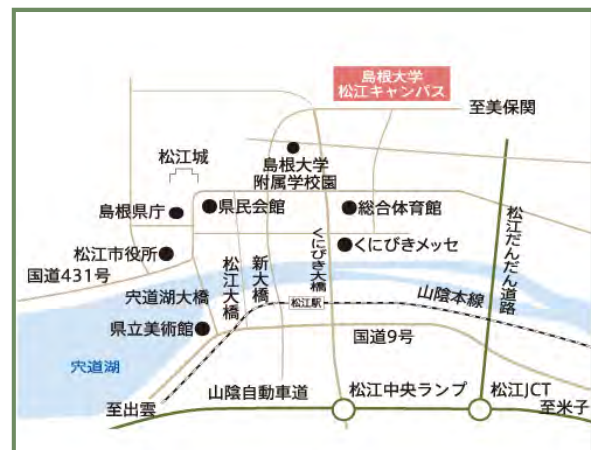 島根大学
松江キャンパス
至美保関
松江城
島根大学
附属学校園
島根県庁
県民会館
総合体育館
松江市役所
くにびきメッセ
国道431号
宍道湖大橋
松江大橋
新大橋
くにびき大橋
松江だんだん道路
松江駅
山陰本線
県立美術館
国道9号
宍道湖
山陰自動車道
松江中央ランプ
松江JCT
至出雲
至米子